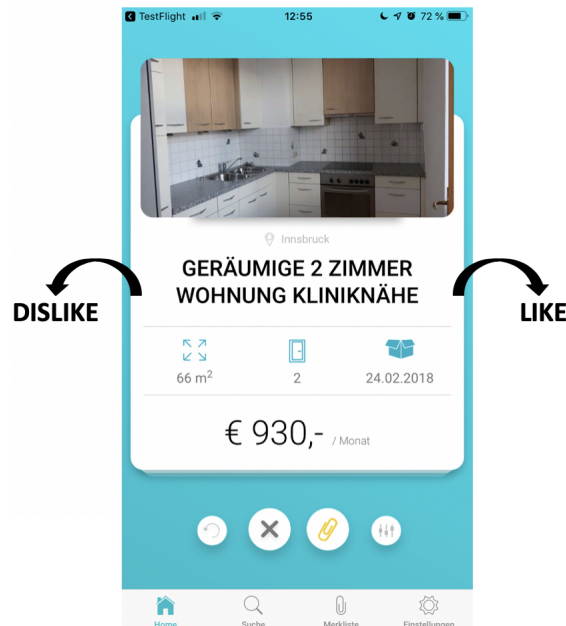 TestFlight 12:55 72 %
Innsbruck
GERÄUMIGE 2 ZIMMER
WOHNUNG KLINIKNÄHE
DISLIKE
LIKE
66 m² 2 24.02.2018
€ 930,- / Monat
Home Suche Merkliste Einstellungen